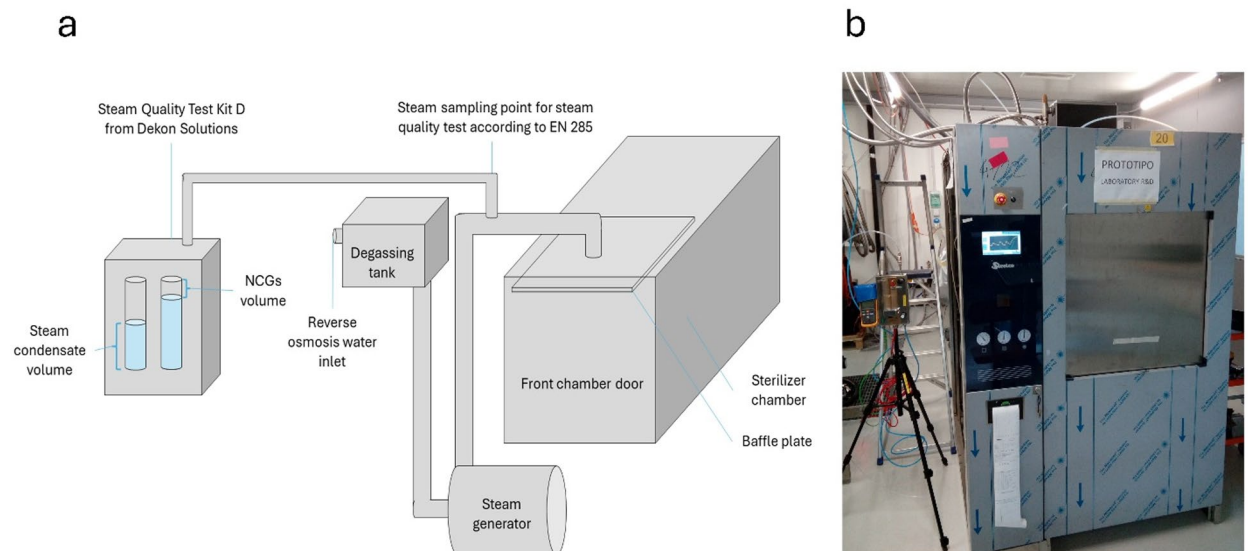 a
b
Steam Quality Test Kit D
from Dekon Solutions
Steam sampling point for steam
quality test according to EN 285
Degassing
tank
NCGs
volume
Steam
condensate
volume
Reverse
osmosis water
inlet
Front chamber door
Sterilizer
chamber
Baffle plate
Steam
generator
20
PROTOTIPO
LABORATORY R&D